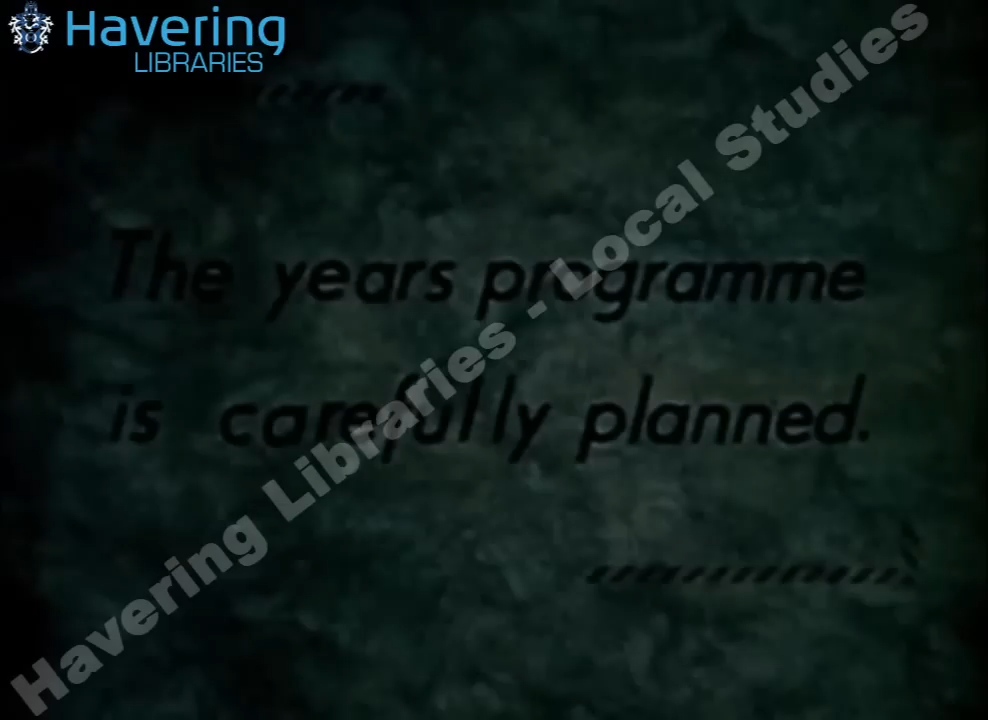 Havering
LIBRARIES
The years programme
is carefully planned.
Havering Libraries - Local Studies